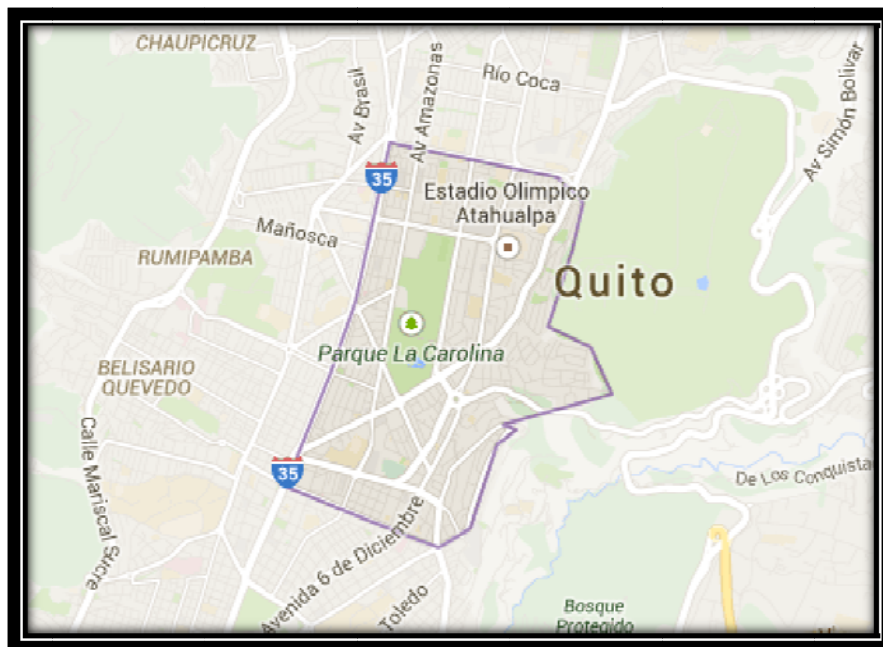 CHAUPICRUZ
Av Brasil
Av Amazonas
Río Coca
Av Simón Bolívar
35
Estadio Olímpico
Atahualpa
Mañosca
RUMIPAMBA
Quito
Parque La Carolina
BELISARIO
QUEVEDO
Calle Mariscal Sucre
35
De Los Conquista
Avenida 6 de Diciembre
Toledo
Bosque
Protegido